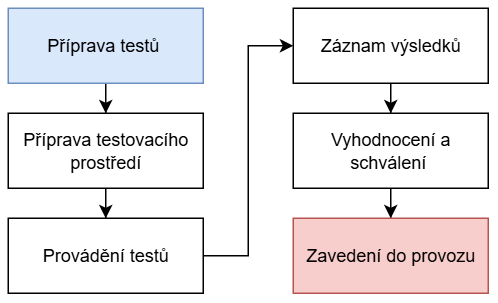 Příprava testů
Příprava testovacího
prostředí
Provádění testů
Záznam výsledků
Vyhodnocení a
schválení
Zavedení do provozu